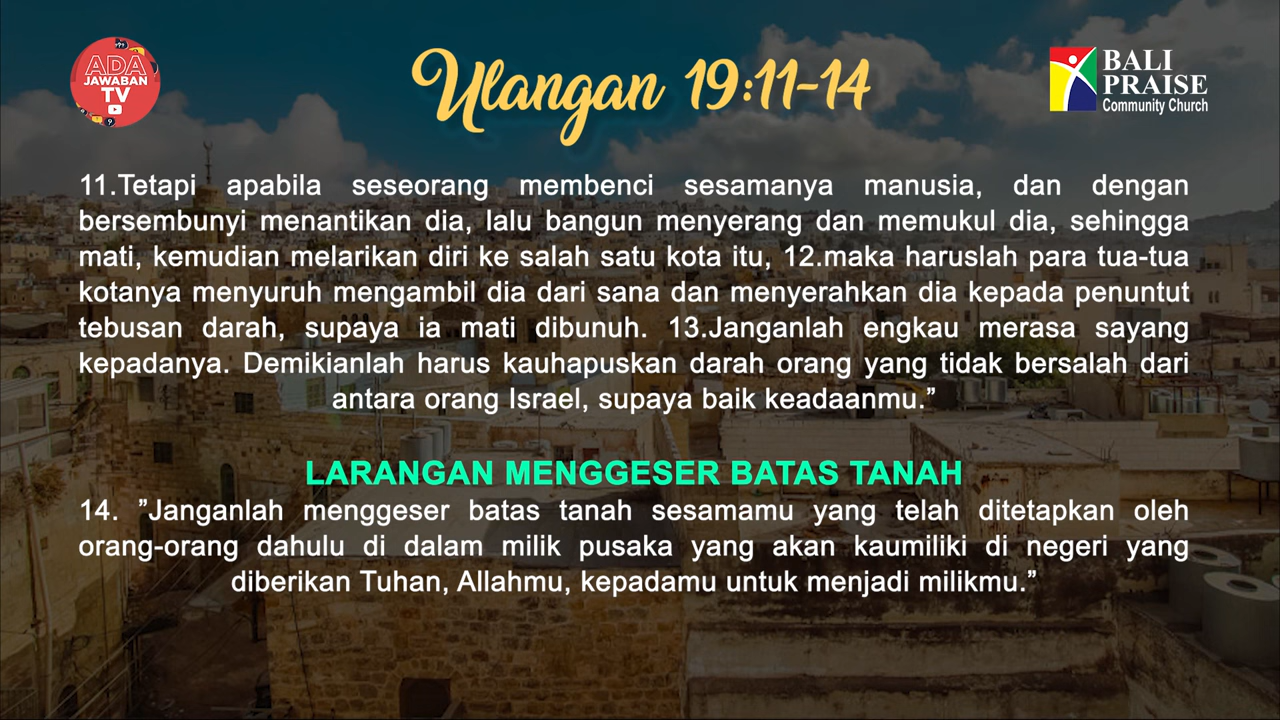 ADA
JAWABAN
TV
Ulangan 19:11-14
BALI
PRAISE
Community Church
11.Tetapi apabila seseorang membenci sesamanya manusia, dan dengan
bersembunyi menantikan dia, lalu bangun menyerang dan memukul dia, sehingga
mati, kemudian melarikan diri ke salah satu kota itu, 12.maka haruslah para tua-tua
kotanya menyuruh mengambil dia dari sana dan menyerahkan dia kepada penuntut
tebusan darah, supaya ia mati dibunuh. 13.Janganlah engkau merasa sayang
kepadanya. Demikianlah harus kauhapuskan darah orang yang tidak bersalah dari
antara orang Israel, supaya baik keadaanmu.”
LARANGAN MENGGESER BATAS TANAH
14. ”Janganlah menggeser batas tanah sesamamu yang telah ditetapkan oleh
orang-orang dahulu di dalam milik pusaka yang akan kaumiliki di negeri yang
diberikan Tuhan, Allahmu, kepadamu untuk menjadi milikmu.”